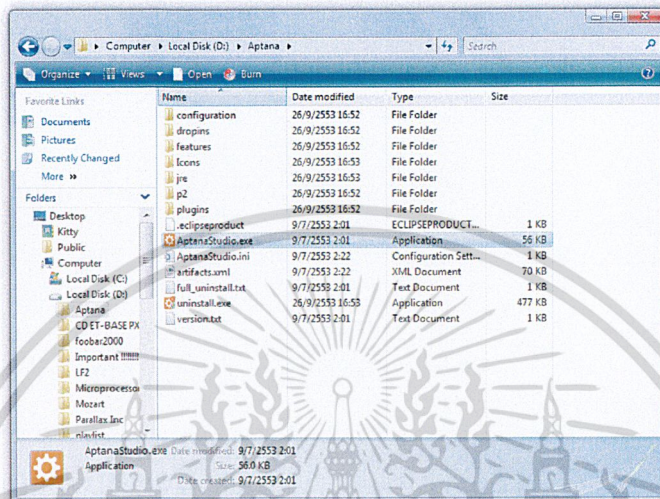 Computer ▸ Local Disk (D:) ▸ Aptana ▸
Search
Organize Views Open Burn
Favorite Links
Documents
Pictures
Recently Changed
More »
Folders
Desktop
Kitty
Public
Computer
Local Disk (C:)
Local Disk (D:)
Aptana
CD ET-BASE PX
foobar2000
Important !!!!!!!
LF2
Microprocessor
Mozart
Parallax Inc
playlist
Name Date modified Type Size
configuration 26/9/2553 16:52 File Folder
dropins 26/9/2553 16:52 File Folder
features 26/9/2553 16:52 File Folder
Icons 26/9/2553 16:53 File Folder
jre 26/9/2553 16:53 File Folder
p2 26/9/2553 16:52 File Folder
plugins 26/9/2553 16:52 File Folder
.eclipseproduct 9/7/2553 2:01 ECLIPSEPRODUCT... 1 KB
AptanaStudio.exe 9/7/2553 2:01 Application 56 KB
AptanaStudio.ini 9/7/2553 2:22 Configuration Sett... 1 KB
artifacts.xml 9/7/2553 2:22 XML Document 70 KB
full_uninstall.txt 9/7/2553 2:01 Text Document 1 KB
uninstall.exe 26/9/2553 16:53 Application 477 KB
version.txt 9/7/2553 2:01 Text Document 1 KB
AptanaStudio.exe Date modified: 9/7/2553 2:01
Application Size: 56.0 KB
Date created: 9/7/2553 2:01